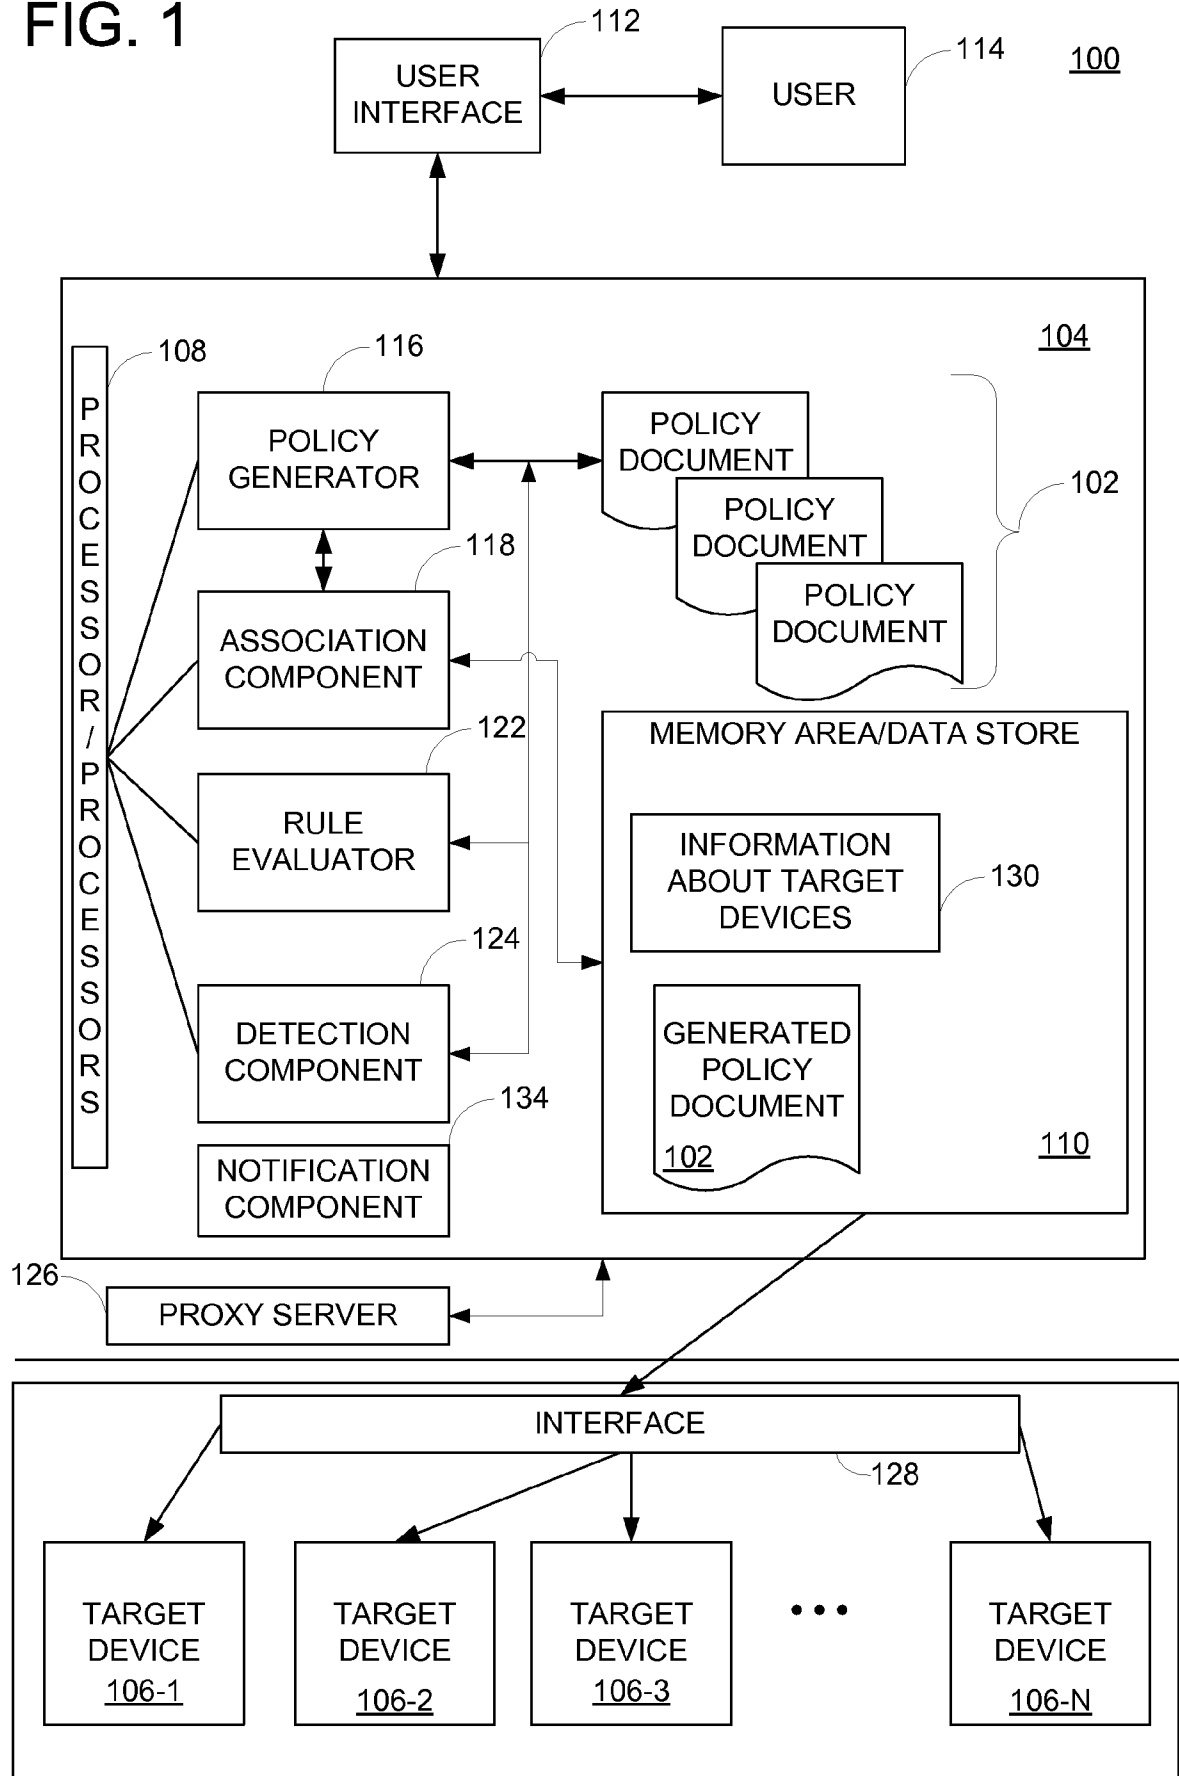 FIG. 1
112
114
100
USER
INTERFACE
USER
104
108
116
PROCESSOR/PROCESSORS
POLICY
GENERATOR
POLICY
DOCUMENT
POLICY
DOCUMENT
POLICY
DOCUMENT
102
118
ASSOCIATION
COMPONENT
122
RULE
EVALUATOR
MEMORY AREA/DATA STORE
INFORMATION
ABOUT TARGET
DEVICES
130
124
DETECTION
COMPONENT
GENERATED
POLICY
DOCUMENT
102
110
134
NOTIFICATION
COMPONENT
126
PROXY SERVER
INTERFACE
128
TARGET
DEVICE
106-1
TARGET
DEVICE
106-2
TARGET
DEVICE
106-3
•••
TARGET
DEVICE
106-N